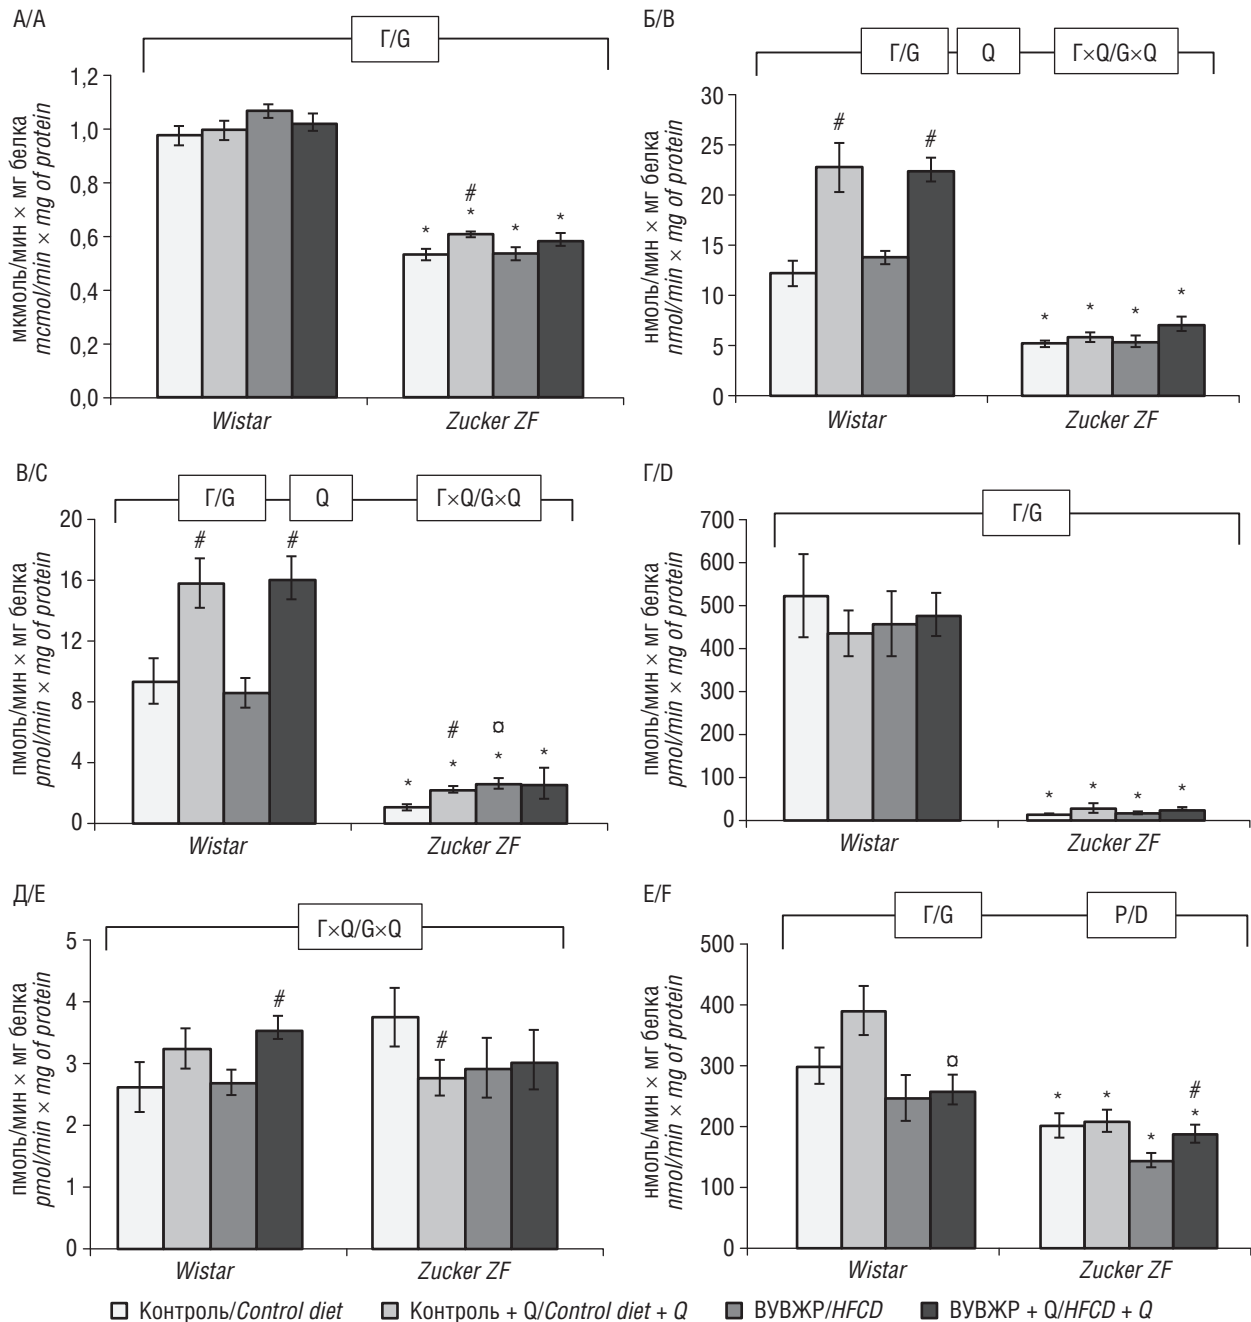 А/A
Г/G
мкмоль/мин × мг белка
mcmol/min × mg of protein
1,2
1,0
0,8
0,6
0,4
0,2
0,0
*
#
*
*
*
Wistar
Zucker ZF
Б/B
Г/G
Q
Г×Q/G×Q
нмоль/мин × мг белка
nmol/min × mg of protein
30
25
20
15
10
5
0
#
#
*
*
*
*
Wistar
Zucker ZF
В/C
Г/G
Q
Г×Q/G×Q
пмоль/мин × мг белка
pmol/min × mg of protein
20
16
12
8
4
0
#
#
*
#
*
¤
*
*
Wistar
Zucker ZF
Г/D
Г/G
пмоль/мин × мг белка
pmol/min × mg of protein
700
600
500
400
300
200
100
0
*
*
*
*
Wistar
Zucker ZF
Д/E
Г×Q/G×Q
пмоль/мин × мг белка
pmol/min × mg of protein
5
4
3
2
1
0
#
#
Wistar
Zucker ZF
Е/F
Г/G
Р/D
нмоль/мин × мг белка
nmol/min × mg of protein
500
400
300
200
100
0
¤
*
*
*
#
*
Wistar
Zucker ZF
Контроль/Control diet
Контроль + Q/Control diet + Q
ВУВЖР/HFCD
ВУВЖР + Q/HFCD + Q